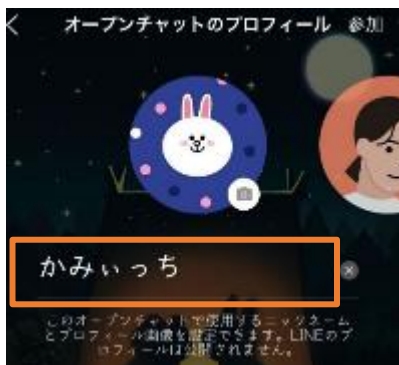 オープンチャットのプロフィール 参加
かみぃっち
このオープンチャットで使用するニックネーム
とプロフィール画像を設定できます。LINEのプ
ロフィールは公開されません。